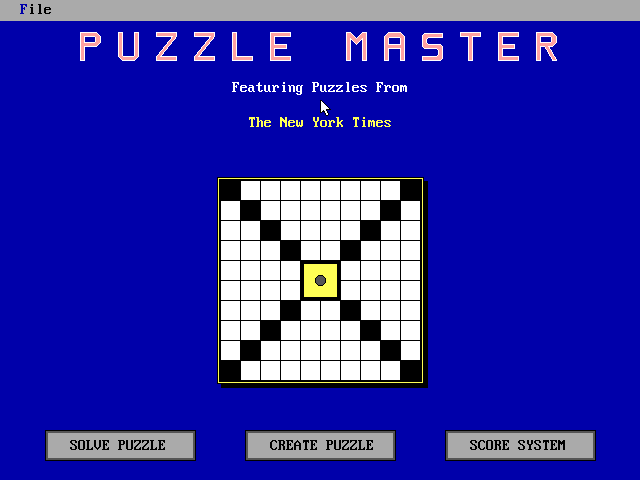 File
PUZZLE MASTER
Featuring Puzzles From
The New York Times
SOLVE PUZZLE
CREATE PUZZLE
SCORE SYSTEM